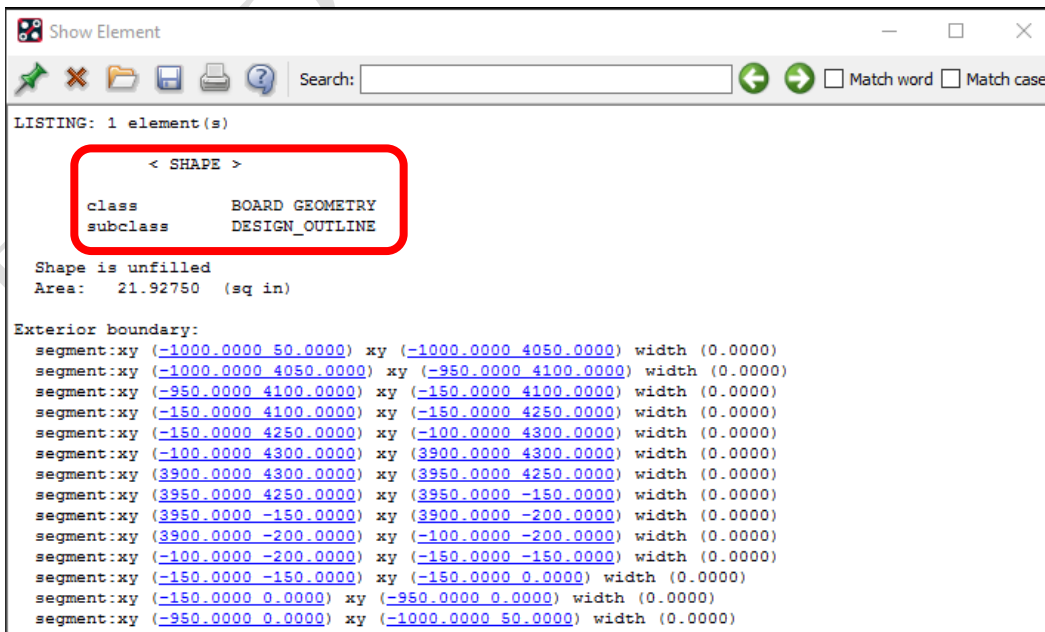 Show Element
Search: Match word Match case
LISTING: 1 element(s)
< SHAPE >
class BOARD GEOMETRY
subclass DESIGN_OUTLINE
Shape is unfilled
Area: 21.92750 (sq in)
Exterior boundary:
segment:xy (-1000.0000 50.0000) xy (-1000.0000 4050.0000) width (0.0000)
segment:xy (-1000.0000 4050.0000) xy (-950.0000 4100.0000) width (0.0000)
segment:xy (-950.0000 4100.0000) xy (-150.0000 4100.0000) width (0.0000)
segment:xy (-150.0000 4100.0000) xy (-150.0000 4250.0000) width (0.0000)
segment:xy (-150.0000 4250.0000) xy (-100.0000 4300.0000) width (0.0000)
segment:xy (-100.0000 4300.0000) xy (3900.0000 4300.0000) width (0.0000)
segment:xy (3900.0000 4300.0000) xy (3950.0000 4250.0000) width (0.0000)
segment:xy (3950.0000 4250.0000) xy (3950.0000 -150.0000) width (0.0000)
segment:xy (3950.0000 -150.0000) xy (3900.0000 -200.0000) width (0.0000)
segment:xy (3900.0000 -200.0000) xy (-100.0000 -200.0000) width (0.0000)
segment:xy (-100.0000 -200.0000) xy (-150.0000 -150.0000) width (0.0000)
segment:xy (-150.0000 -150.0000) xy (-150.0000 0.0000) width (0.0000)
segment:xy (-150.0000 0.0000) xy (-950.0000 0.0000) width (0.0000)
segment:xy (-950.0000 0.0000) xy (-1000.0000 50.0000) width (0.0000)